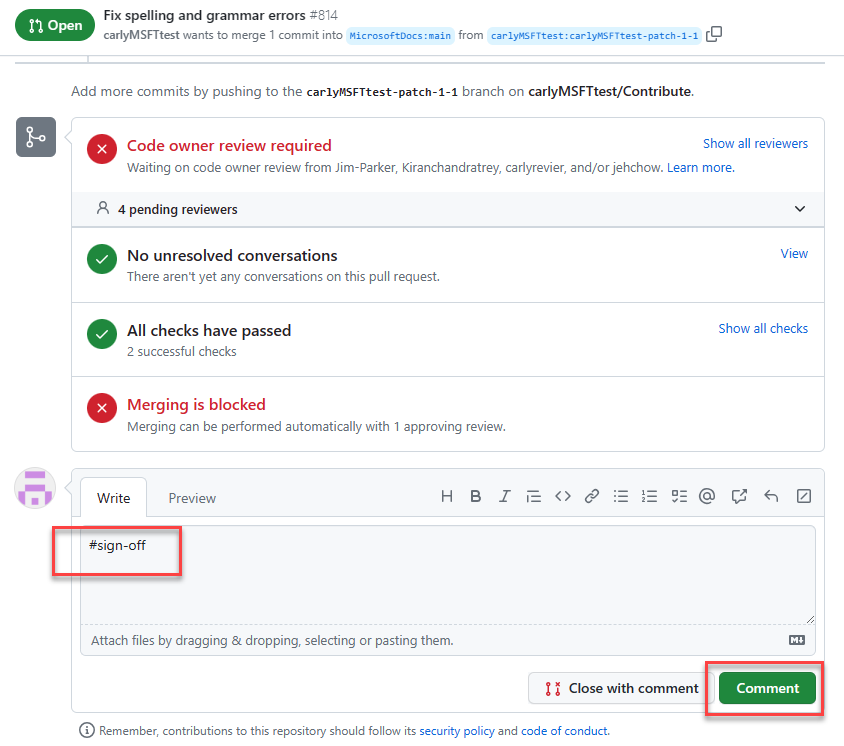 Open
Fix spelling and grammar errors #814
carlyMSFTtest wants to merge 1 commit into MicrosoftDocs:main from carlyMSFTtest:carlyMSFTtest-patch-1-1
Add more commits by pushing to the carlyMSFTtest-patch-1-1 branch on carlyMSFTtest/Contribute.
Code owner review required
Show all reviewers
Waiting on code owner review from Jim-Parker, Kiranchandratrey, carlyrevier, and/or jehchow. Learn more.
4 pending reviewers
No unresolved conversations
View
There aren't yet any conversations on this pull request.
All checks have passed
Show all checks
2 successful checks
Merging is blocked
Merging can be performed automatically with 1 approving review.
Write Preview
#sign-off
Attach files by dragging & dropping, selecting or pasting them.
Close with comment
Comment
Remember, contributions to this repository should follow its security policy and code of conduct.